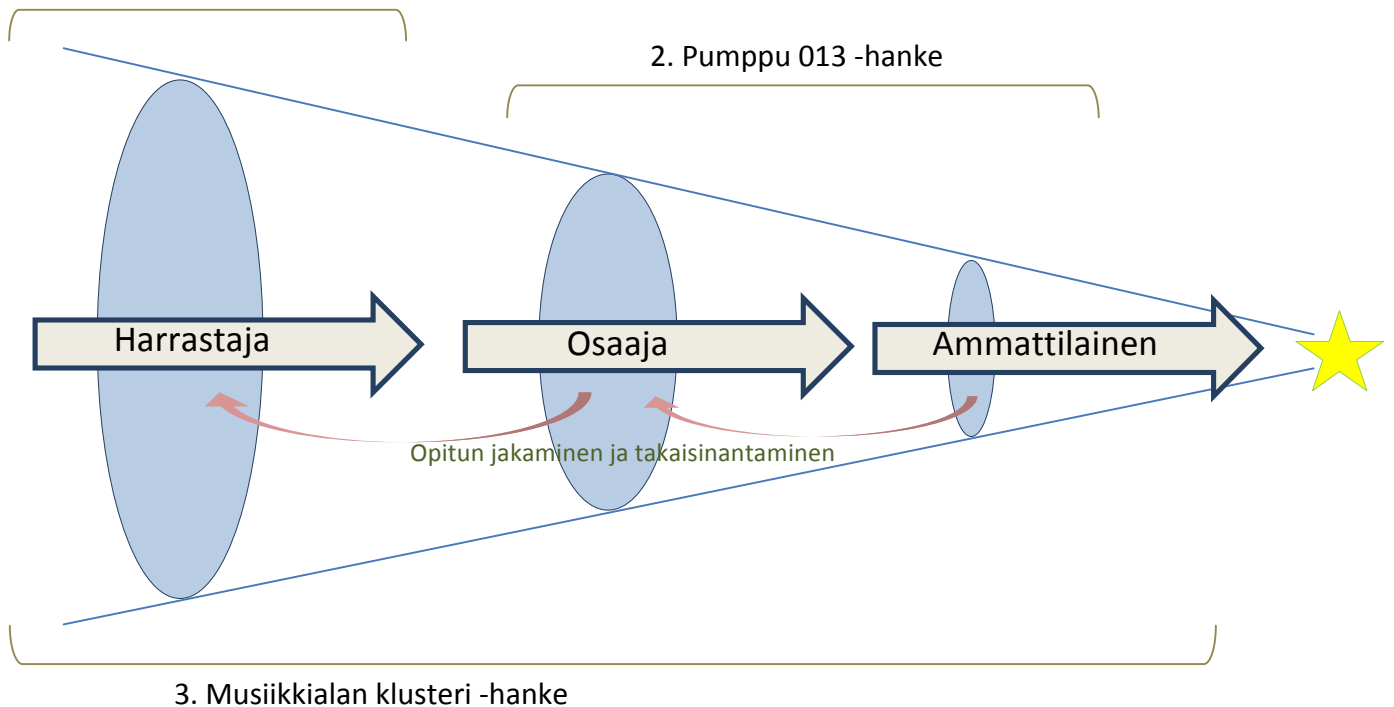 2. Pumppu 013 -hanke
Harrastaja
Osaaja
Ammattilainen
Opitun jakaminen ja takaisinantaminen
3. Musiikkialan klusteri -hanke